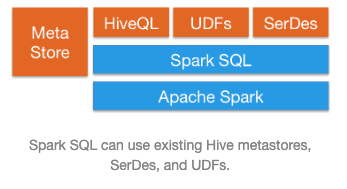 Meta
Store
HiveQL
UDFs
SerDes
Spark SQL
Apache Spark
Spark SQL can use existing Hive metastores,
SerDes, and UDFs.